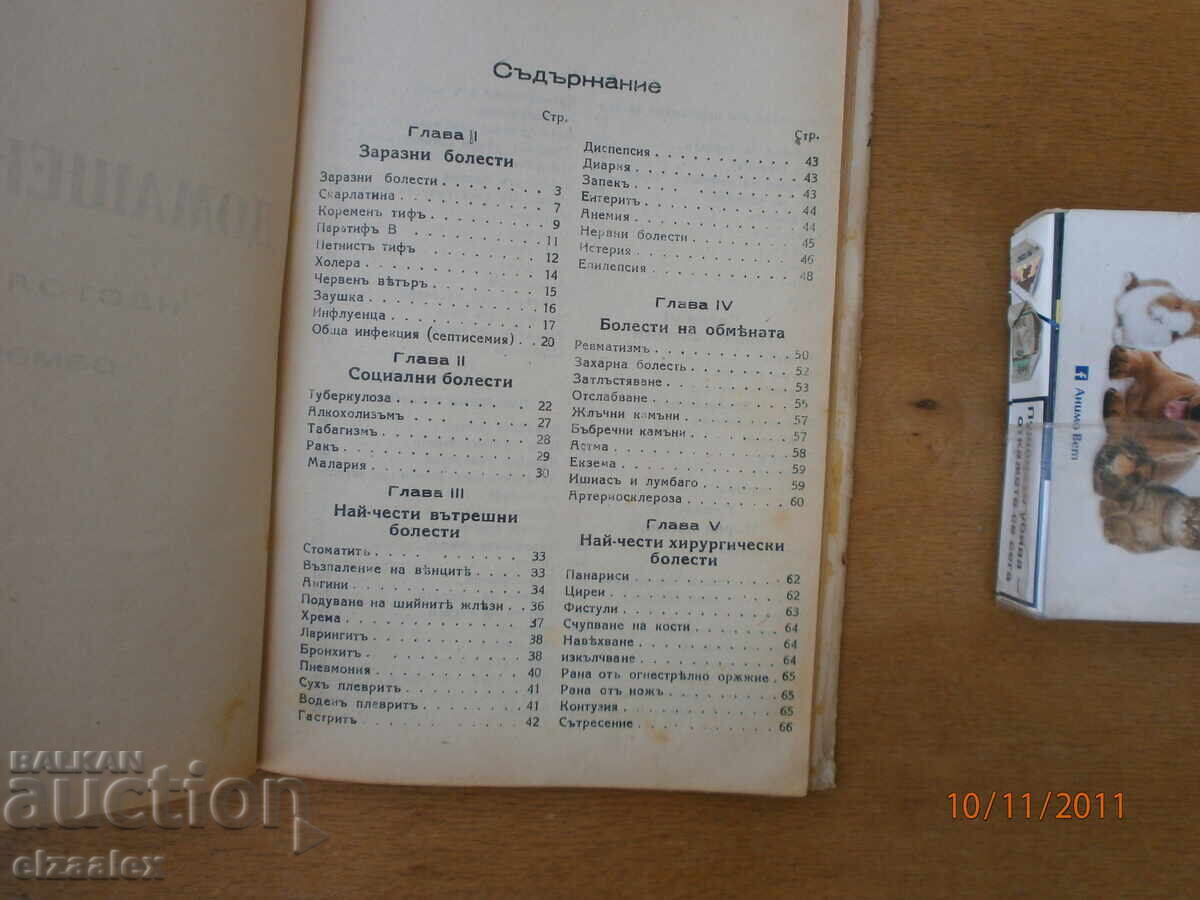 Съдържание
Стр.
Глава I
Заразни болести
Заразни болести . . . . . . . 3
Скарлатина . . . . . . . . . 7
Коременъ тифъ . . . . . . . 9
Паратифъ В . . . . . . . . 11
Петнистъ тифъ . . . . . . . 12
Холера . . . . . . . . . . 14
Червенъ вѣтъръ . . . . . . . 15
Заушка . . . . . . . . . . 16
Инфлуенца . . . . . . . . . 17
Обща инфекция (септисемия) . 20
Глава II
Социални болести
Туберкулоза . . . . . . . . 22
Алкохолизъмъ . . . . . . . 27
Табагизмъ . . . . . . . . . 28
Ракъ . . . . . . . . . . . 29
Малария . . . . . . . . . . 30
Глава III
Най-чести вътрешни
болести
Стоматитъ . . . . . . . . . 33
Възпаление на вѣнцитѣ . . . . 33
Ангини . . . . . . . . . . 34
Подуване на шийнитѣ жлѣзи . . 36
Хрема . . . . . . . . . . . 37
Ларингитъ . . . . . . . . . 38
Бронхитъ . . . . . . . . . 38
Пневмония . . . . . . . . . 40
Сухъ плевритъ . . . . . . . 41
Воденъ плевритъ . . . . . . 41
Гастритъ . . . . . . . . . 42
Стр.
Диспепсия . . . . . . . . . 43
Диария . . . . . . . . . . 43
Запекъ . . . . . . . . . . 43
Ентеритъ . . . . . . . . . 44
Анемия . . . . . . . . . . 44
Нервни болести . . . . . . . 45
Истерия . . . . . . . . . . 46
Епилепсия . . . . . . . . . 48
Глава IV
Болести на обмѣната
Ревматизмъ . . . . . . . . 50
Захарна болесть . . . . . . 52
Затлъстяване . . . . . . . . 53
Отслабване . . . . . . . . 55
Жлъчни камъни . . . . . . . 57
Бъбречни камъни . . . . . . 57
Астма . . . . . . . . . . . 58
Екзема . . . . . . . . . . 59
Ишиасъ и лумбаго . . . . . . 59
Артериосклероза . . . . . . 60
Глава V
Най-чести хирургически
болести
Панариси . . . . . . . . . 62
Циреи . . . . . . . . . . . 62
Фистули . . . . . . . . . . 63
Счупване на кости . . . . . . 64
Навѣхване . . . . . . . . . 64
изкълчване . . . . . . . . 64
Рана отъ огнестрѣлно орѫжие . 65
Рана отъ ножъ . . . . . . . 65
Контузия . . . . . . . . . 65
Сътресение . . . . . . . . 66
Анимо Вет
BALKAN
auction
elzaalex
10/11/2011